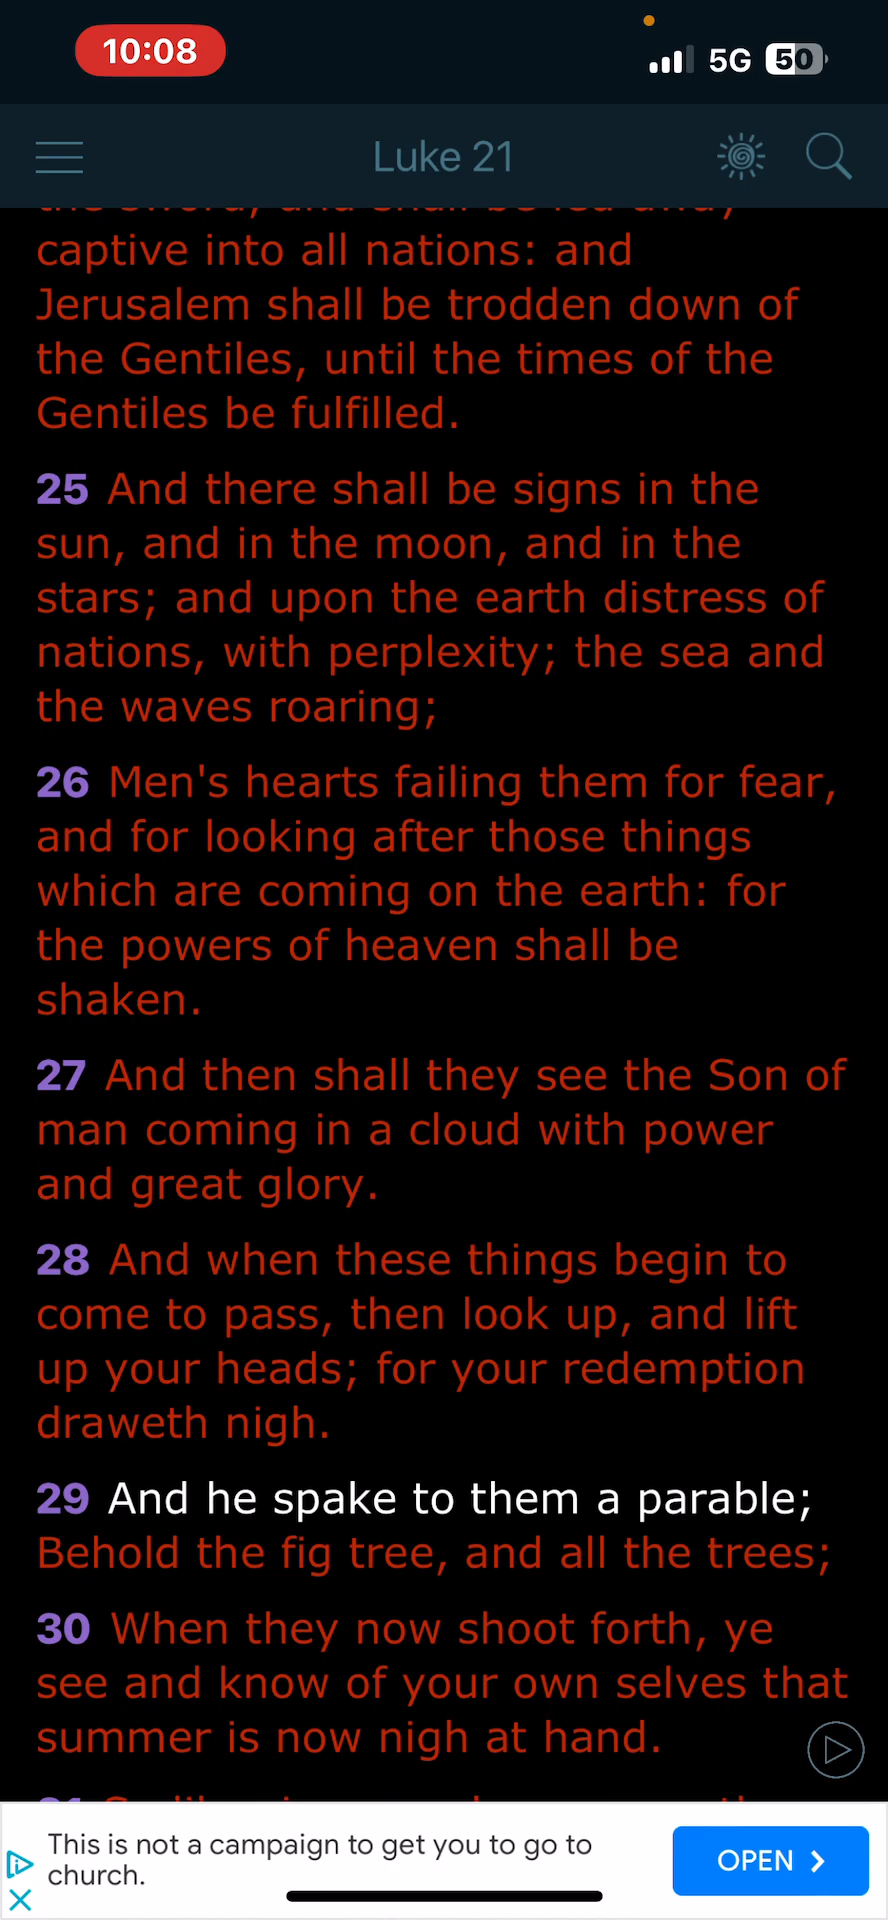 10:08
5G 50
Luke 21
captive into all nations: and
Jerusalem shall be trodden down of
the Gentiles, until the times of the
Gentiles be fulfilled.
25 And there shall be signs in the
sun, and in the moon, and in the
stars; and upon the earth distress of
nations, with perplexity; the sea and
the waves roaring;
26 Men's hearts failing them for fear,
and for looking after those things
which are coming on the earth: for
the powers of heaven shall be
shaken.
27 And then shall they see the Son of
man coming in a cloud with power
and great glory.
28 And when these things begin to
come to pass, then look up, and lift
up your heads; for your redemption
draweth nigh.
29 And he spake to them a parable;
Behold the fig tree, and all the trees;
30 When they now shoot forth, ye
see and know of your own selves that
summer is now nigh at hand.
This is not a campaign to get you to go to
church.
OPEN